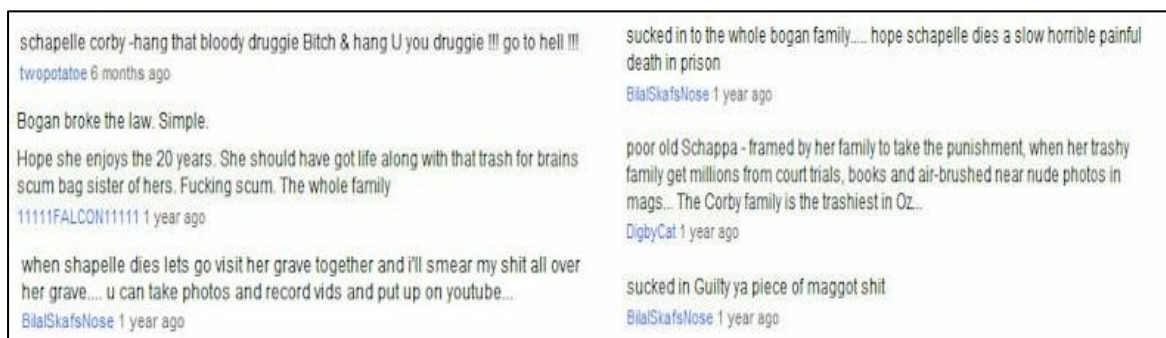 schapelle corby -hang that bloody druggie Bitch & hang U you druggie !!! go to hell !!!
twopotatoe 6 months ago
Bogan broke the law. Simple.
Hope she enjoys the 20 years. She should have got life along with that trash for brains
scum bag sister of hers. Fucking scum. The whole family
11111FALCON11111 1 year ago
when shapelle dies lets go visit her grave together and i'll smear my shit all over
her grave.... u can take photos and record vids and put up on youtube...
BilalSkafsNose 1 year ago
sucked in to the whole bogan family..... hope schapelle dies a slow horrible painful
death in prison
BilalSkafsNose 1 year ago
poor old Schappa - framed by her family to take the punishment, when her trashy
family get millions from court trials, books and air-brushed near nude photos in
mags... The Corby family is the trashiest in Oz...
DigbyCat 1 year ago
sucked in Guilty ya piece of maggot shit
BilalSkafsNose 1 year ago